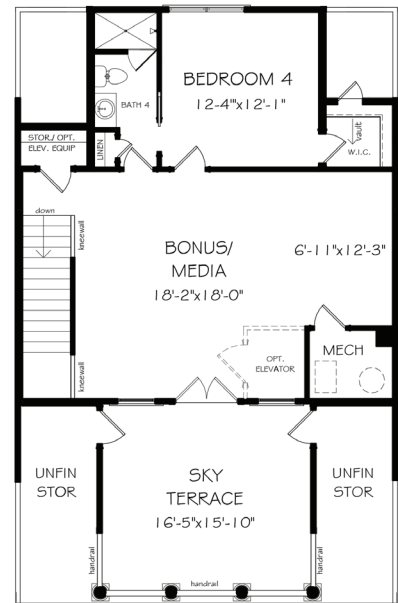 BEDROOM 4
12-4"x12'-1"
BATH 4
STOR./ OPT.
ELEV. EQUIP
LINEN
vault
W.I.C.
down
kneewall
BONUS/
MEDIA
18'-2"x18'-0"
6'-11"x12'-3"
kneewall
OPT.
ELEVATOR
MECH
UNFIN
STOR
SKY
TERRACE
16'-5"x15'-10"
UNFIN
STOR
handrail
handrail
handrail